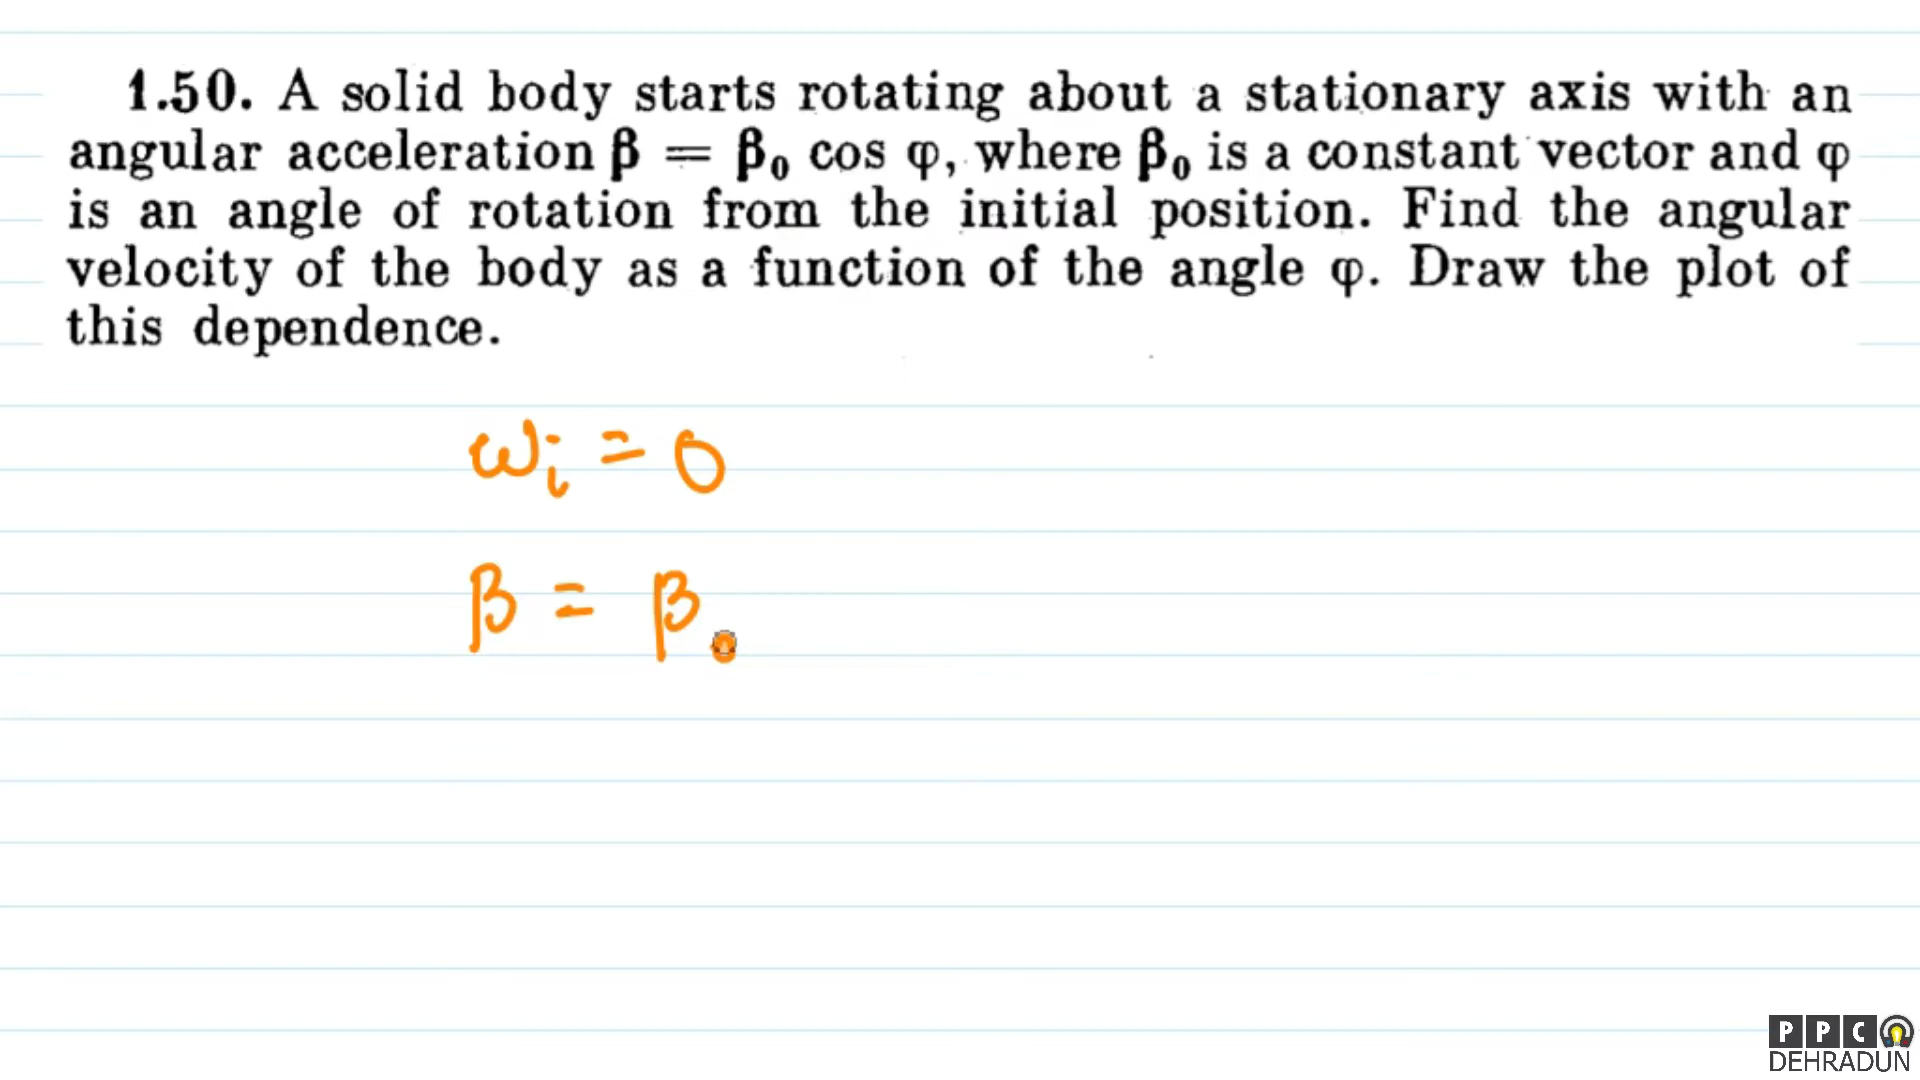 1.50. A solid body starts rotating about a stationary axis with an
angular acceleration β = β₀ cos φ, where β₀ is a constant vector and φ
is an angle of rotation from the initial position. Find the angular
velocity of the body as a function of the angle φ. Draw the plot of
this dependence.
ωᵢ = 0
β = β₀
PPC
DEHRADUN